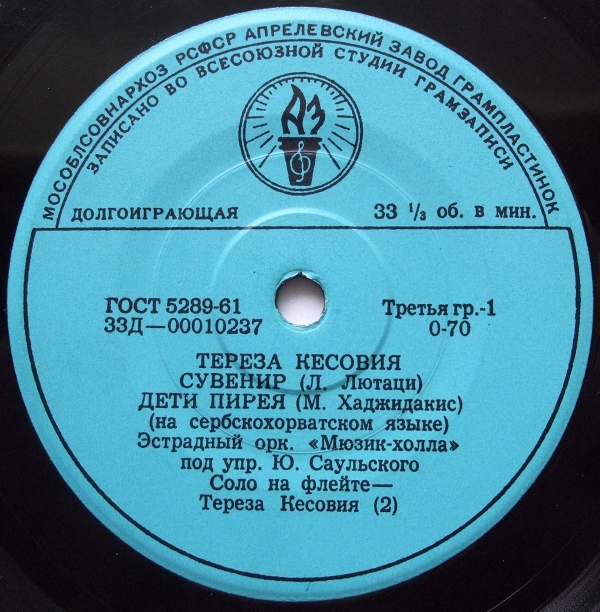 МОСОБЛСОВНАРХОЗ РСФСР АПРЕЛЕВСКИЙ ЗАВОД ГРАМПЛАСТИНОК
ЗАПИСАНО ВО ВСЕСОЮЗНОЙ СТУДИИ ГРАМЗАПИСИ
АЗ
ДОЛГОИГРАЮЩАЯ 33 ⅓ об. в мин.
ГОСТ 5289-61 Третья гр.-1
33Д—00010237 0-70
ТЕРЕЗА КЕСОВИЯ
СУВЕНИР (Л. Лютаци)
ДЕТИ ПИРЕЯ (М. Хаджидакис)
(на сербскохорватском языке)
Эстрадный орк. «Мюзик-холла»
под упр. Ю. Саульского
Соло на флейте—
Тереза Кесовия (2)